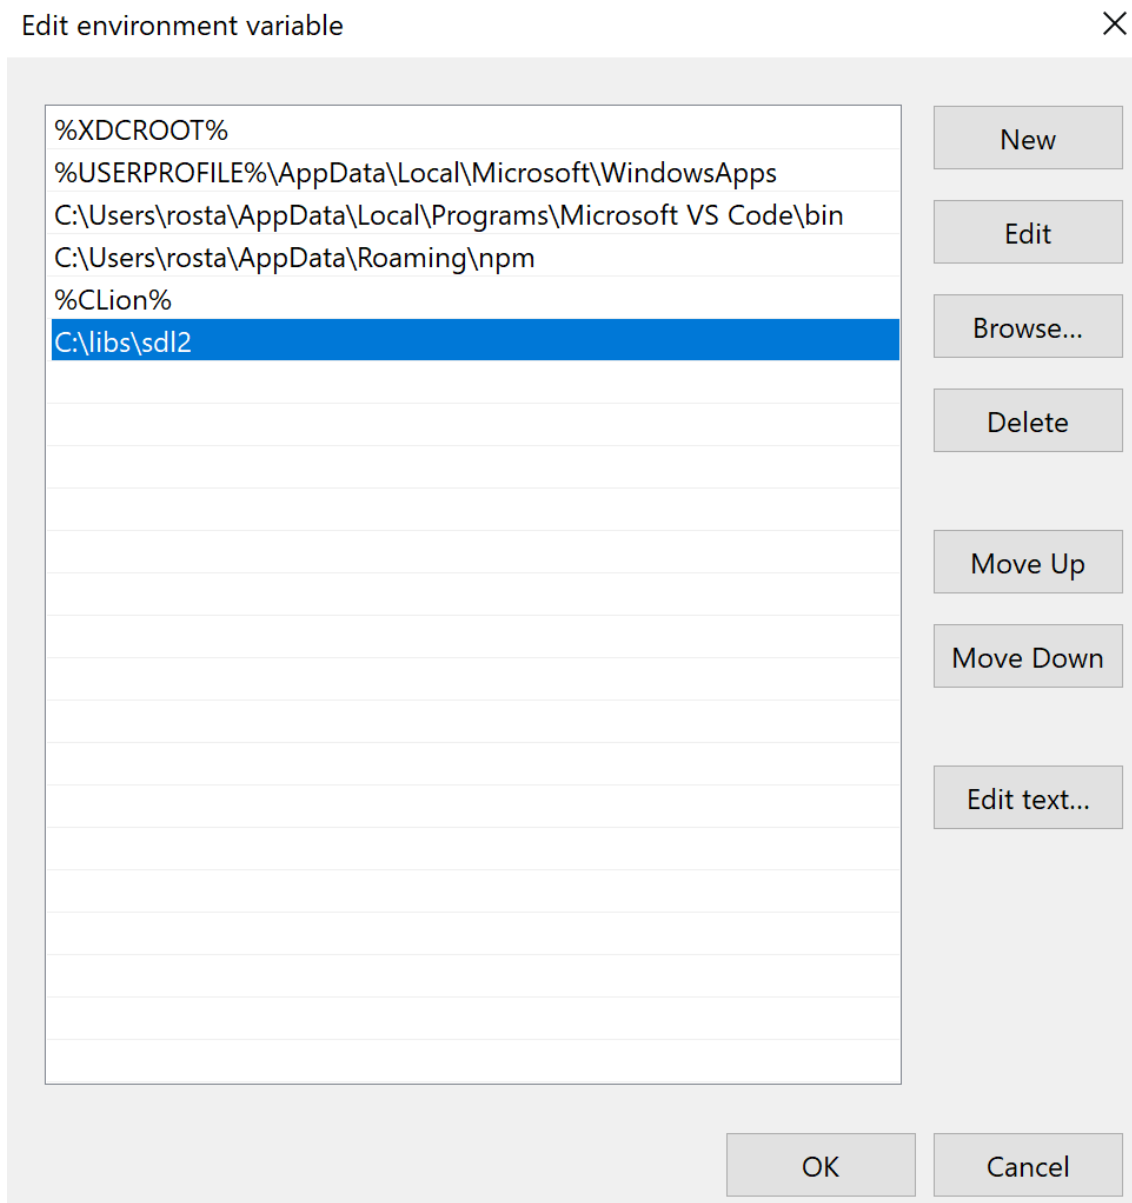 Edit environment variable
%XDCROOT%
%USERPROFILE%\AppData\Local\Microsoft\WindowsApps
C:\Users\rosta\AppData\Local\Programs\Microsoft VS Code\bin
C:\Users\rosta\AppData\Roaming\npm
%CLion%
C:\libs\sdl2
New
Edit
Browse...
Delete
Move Up
Move Down
Edit text...
OK
Cancel